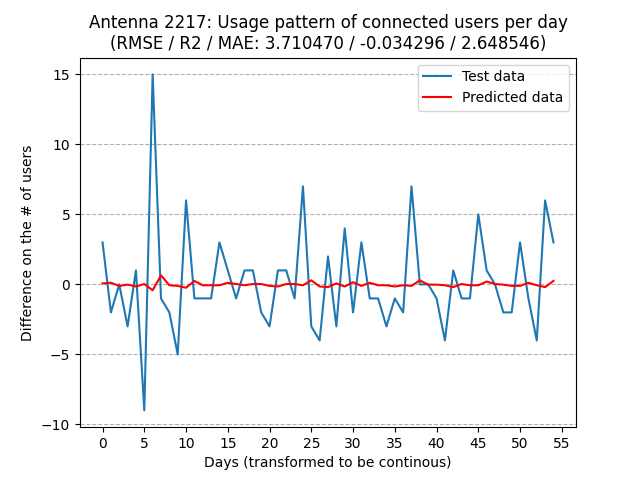 Antenna 2217: Usage pattern of connected users per day
(RMSE / R2 / MAE: 3.710470 / -0.034296 / 2.648546)
Test data
Predicted data
Difference on the # of users
15
10
5
0
−5
−10
0 5 10 15 20 25 30 35 40 45 50 55
Days (transformed to be continous)